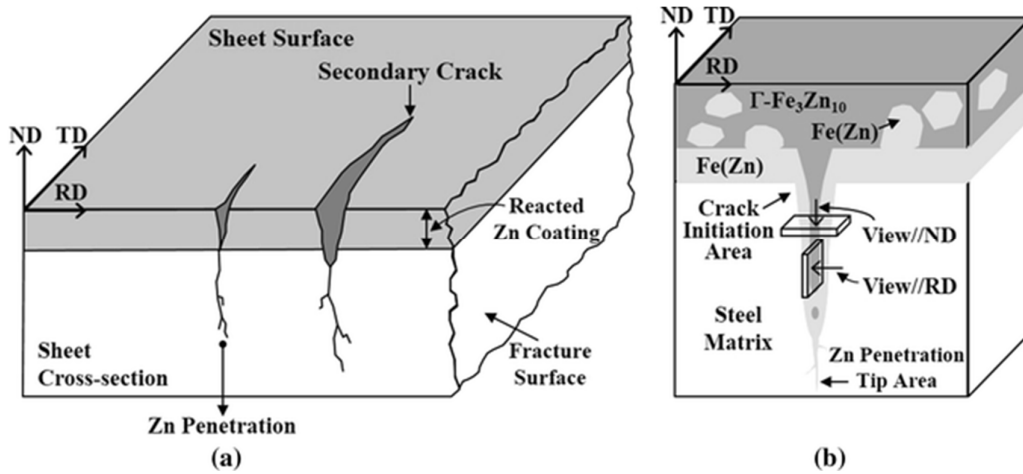 Sheet Surface
Secondary Crack
ND
TD
RD
Reacted
Zn Coating
Sheet
Cross-section
Fracture
Surface
Zn Penetration
(a)
ND
TD
RD
Γ-Fe₃Zn₁₀
Fe(Zn)
Fe(Zn)
Crack
Initiation
Area
View//ND
View//RD
Steel
Matrix
Zn Penetration
Tip Area
(b)